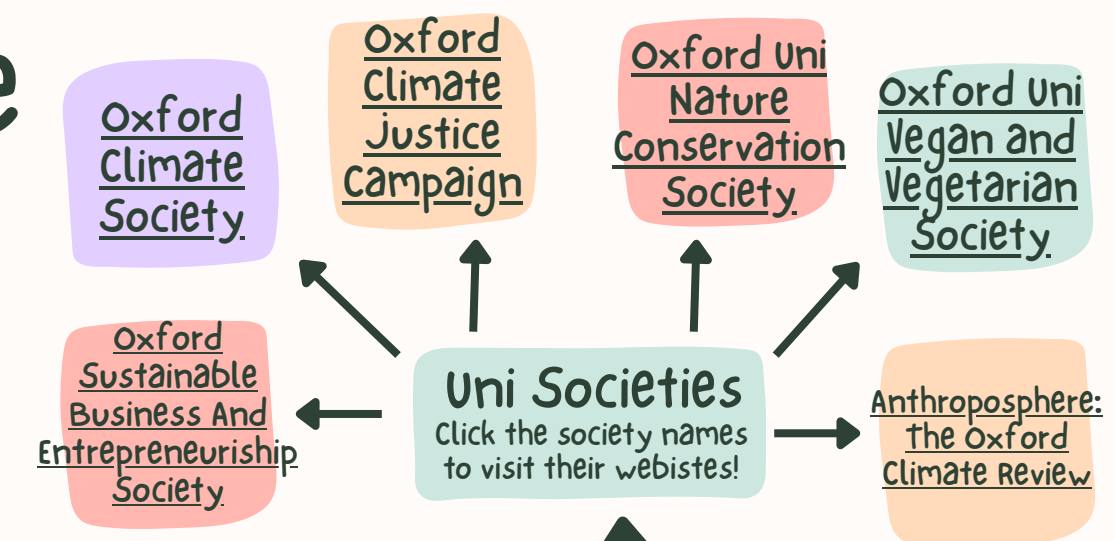 Oxford
Climate
Society
Oxford
Climate
Justice
Campaign
Oxford Uni
Nature
Conservation
Society
Oxford Uni
Vegan and
Vegetarian
Society
Oxford
Sustainable
Business And
Entrepreneuriship
Society
Uni Societies
Click the society names
to visit their webistes!
Anthroposphere:
The Oxford
Climate Review